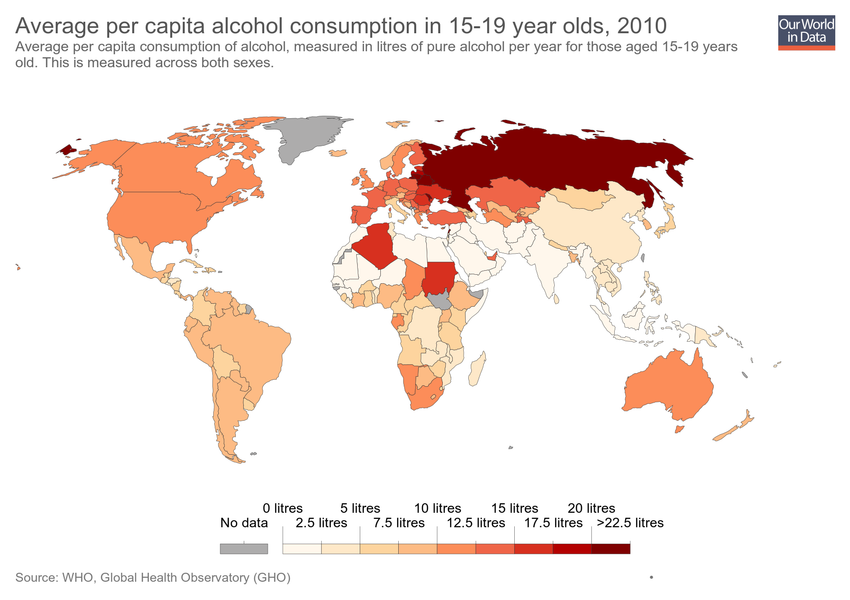 Average per capita alcohol consumption in 15-19 year olds, 2010
Our World
in Data
Average per capita consumption of alcohol, measured in litres of pure alcohol per year for those aged 15-19 years
old. This is measured across both sexes.
0 litres 5 litres 10 litres 15 litres 20 litres
No data 2.5 litres 7.5 litres 12.5 litres 17.5 litres >22.5 litres
Source: WHO, Global Health Observatory (GHO)